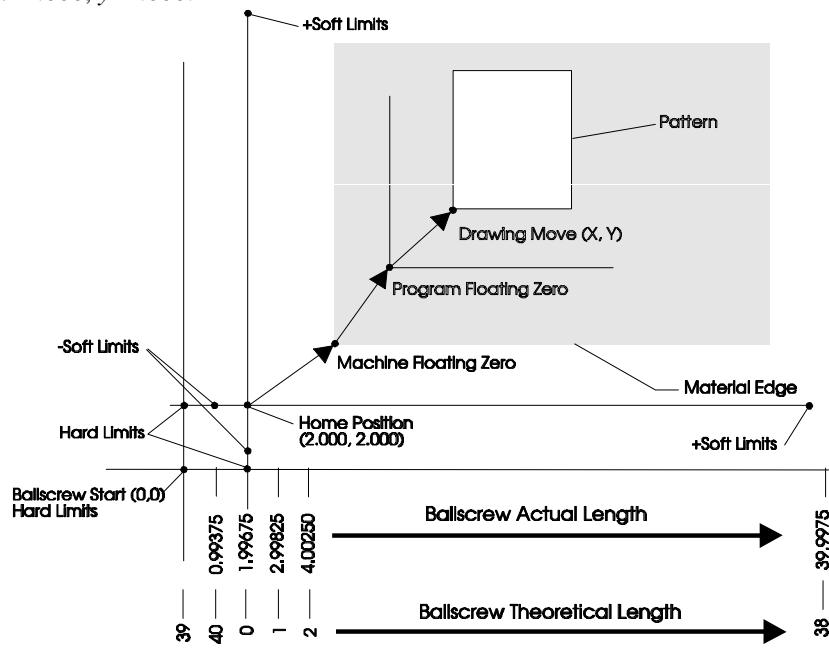 +Soft Limits
Pattern
Drawing Move (X, Y)
Program Floating Zero
-Soft Limits
Machine Floating Zero
Material Edge
Hard Limits
Home Position
(2.000, 2.000)
+Soft Limits
Ballscrew Start (0,0)
Hard Limits
Ballscrew Actual Length
0.99375
1.99675
2.99825
4.00250
39.9975
Ballscrew Theoretical Length
39
40
0
1
2
38